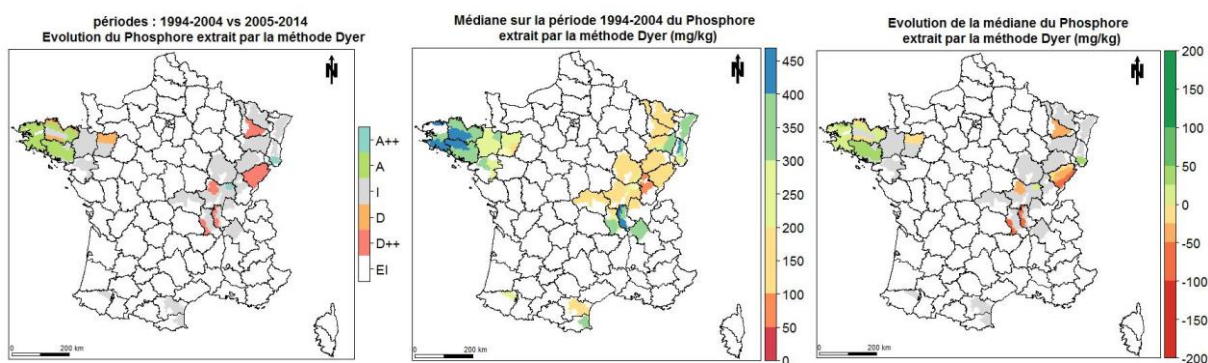 périodes : 1994-2004 vs 2005-2014
Evolution du Phosphore extrait par la méthode Dyer
N
A++
A
I
D
D++
EI
0 200 km
Médiane sur la période 1994-2004 du Phosphore
extrait par la méthode Dyer (mg/kg)
N
450
400
350
300
250
200
150
100
50
0
0 200 km
Evolution de la médiane du Phosphore
extrait par la méthode Dyer (mg/kg)
N
200
150
100
50
0
-50
-100
-150
-200
0 200 km